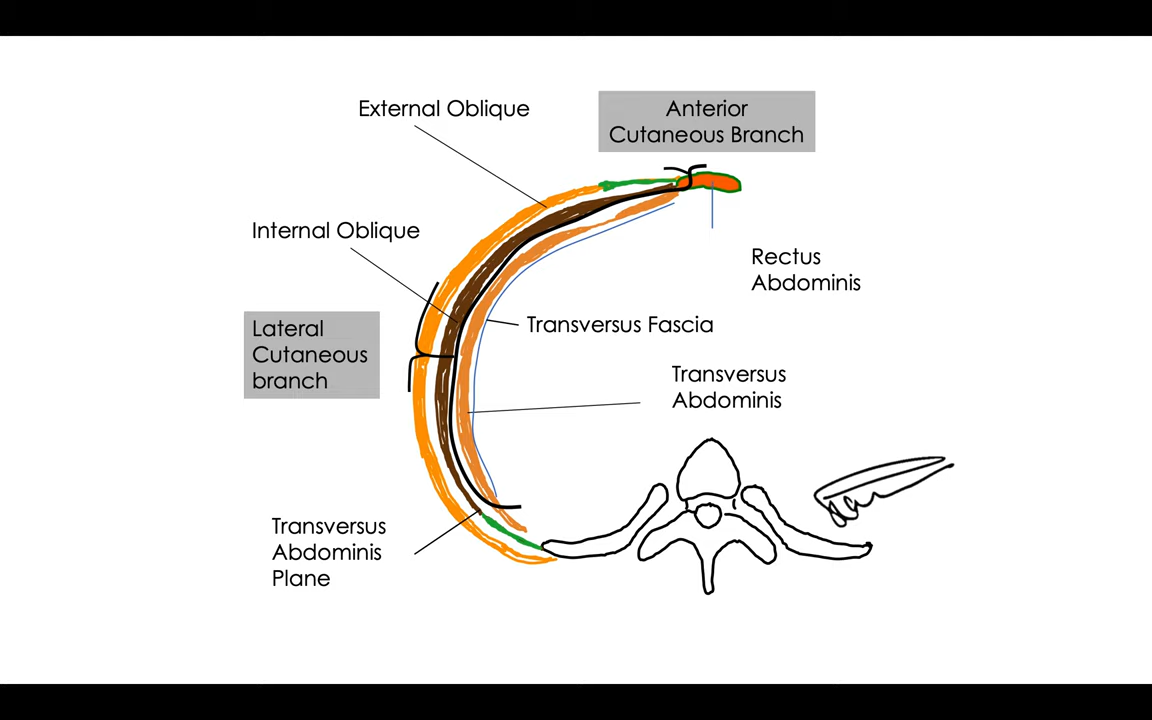 External Oblique
Anterior
Cutaneous Branch
Internal Oblique
Rectus
Abdominis
Lateral
Cutaneous
branch
Transversus Fascia
Transversus
Abdominis
Transversus
Abdominis
Plane